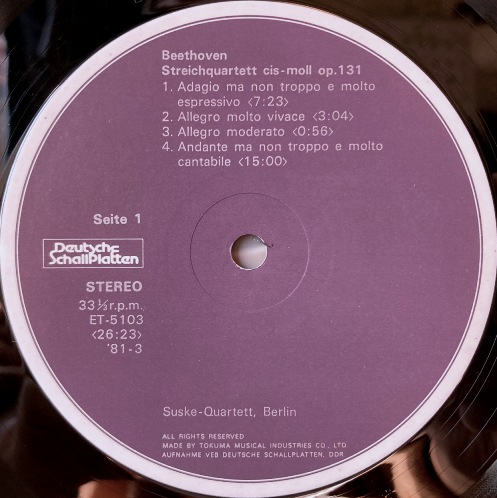 Beethoven
Streichquartett cis-moll op.131
1. Adagio ma non troppo e molto
espressivo <7:23>
2. Allegro molto vivace <3:04>
3. Allegro moderato <0:56>
4. Andante ma non troppo e molto
cantabile <15:00>
Seite 1
Deutsche
Schallplatten
STEREO
33⅓ r.p.m.
ET-5103
<26:23>
'81-3
Suske-Quartett, Berlin
ALL RIGHTS RESERVED
MADE BY TOKUMA MUSICAL INDUSTRIES CO., LTD
AUFNAHME VEB DEUTSCHE SCHALLPLATTEN, DDR